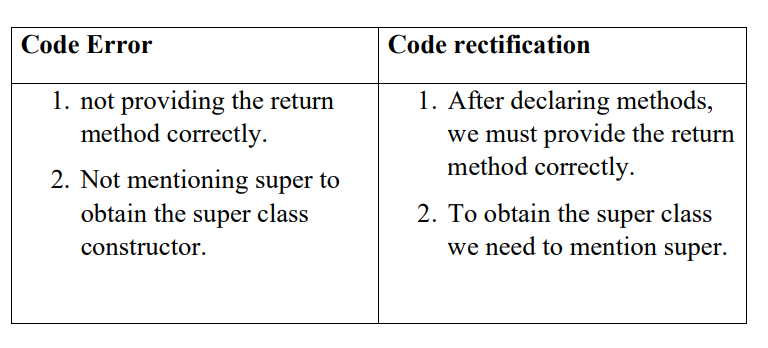 Code Error
Code rectification
1. not providing the return
method correctly.
2. Not mentioning super to
obtain the super class
constructor.
1. After declaring methods,
we must provide the return
method correctly.
2. To obtain the super class
we need to mention super.